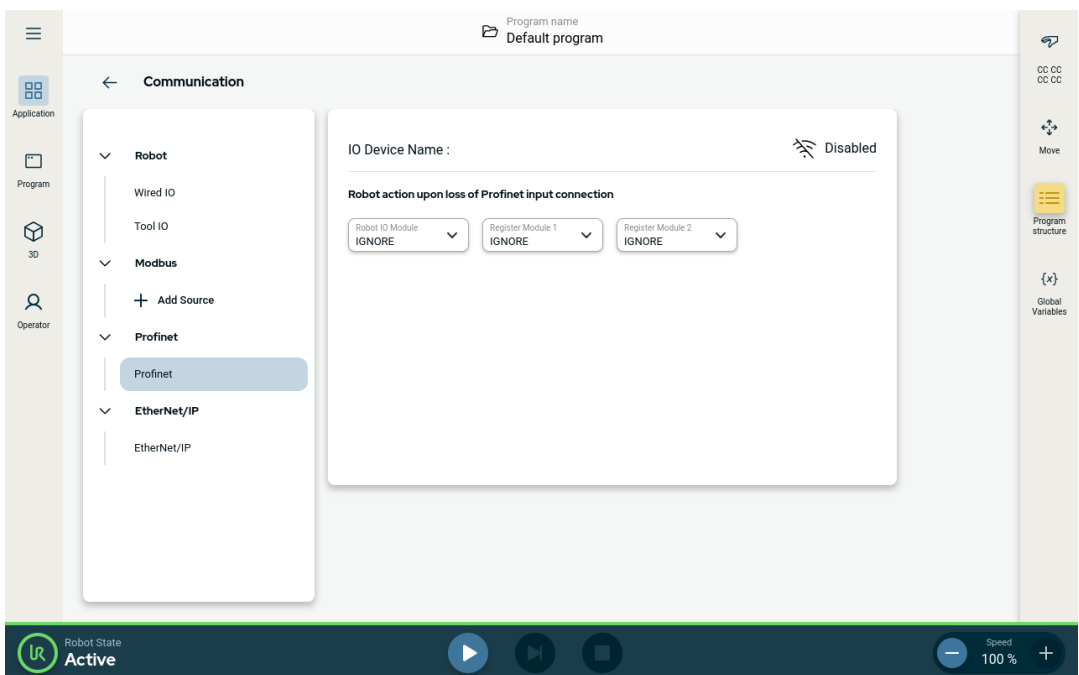 Program name
Default program
Communication
Application
Program
3D
Operator
Robot
Wired IO
Tool IO
Modbus
Add Source
Profinet
Profinet
EtherNet/IP
EtherNet/IP
IO Device Name :
Disabled
Robot action upon loss of Profinet input connection
Robot IO Module
IGNORE
Register Module 1
IGNORE
Register Module 2
IGNORE
CC CC
CC CC
Move
Program
structure
{x}
Global
Variables
UR
Robot State
Active
Speed
100 %